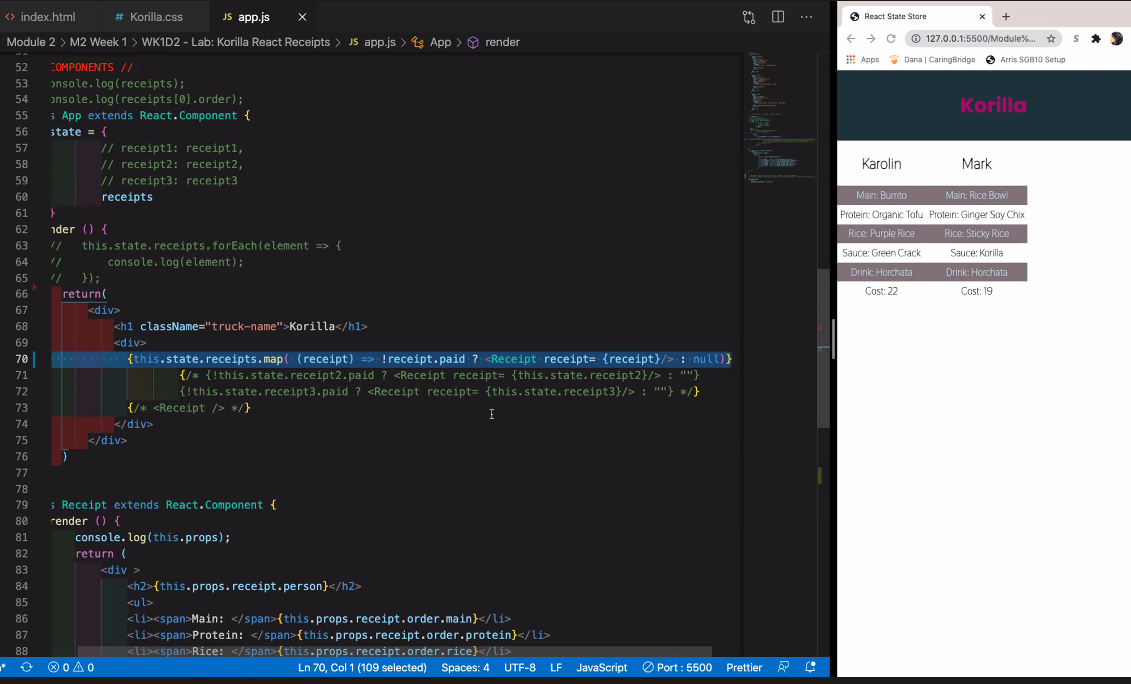 index.html
Korilla.css
JS app.js
Module 2 > M2 Week 1 > WK1D2 - Lab: Korilla React Receipts > JS app.js > App > render
52 COMPONENTS //
53 onsole.log(receipts);
54 onsole.log(receipts[0].order);
55 s App extends React.Component {
56 state = {
57 // receipt1: receipt1,
58 // receipt2: receipt2,
59 // receipt3: receipt3
60 receipts
61 }
62 nder () {
63 // this.state.receipts.forEach(element => {
64 // console.log(element);
65 // });
66 return(
67 <div>
68 <h1 className="truck-name">Korilla</h1>
69 <div>
70 {this.state.receipts.map( (receipt) => !receipt.paid ? <Receipt receipt= {receipt}/> : null)}
71 {/* {!this.state.receipt2.paid ? <Receipt receipt= {this.state.receipt2}/> : ""}
72 {!this.state.receipt3.paid ? <Receipt receipt= {this.state.receipt3}/> : ""} */}
73 {/* <Receipt /> */}
74 </div>
75 </div>
76 )
77
78
79 s Receipt extends React.Component {
80 render () {
81 console.log(this.props);
82 return (
83 <div >
84 <h2>{this.props.receipt.person}</h2>
85 <ul>
86 <li><span>Main: </span>{this.props.receipt.order.main}</li>
87 <li><span>Protein: </span>{this.props.receipt.order.protein}</li>
88 <li><span>Rice: </span>{this.props.receipt.order.rice}</li>
0 0 Ln 70, Col 1 (109 selected) Spaces: 4 UTF-8 LF JavaScript Port : 5500 Prettier
React State Store
127.0.0.1:5500/Module%...
Apps Dana | CaringBridge Arris SGB10 Setup
Korilla
Karolin Mark
Main: Burrito Main: Rice Bowl
Protein: Organic Tofu Protein: Ginger Soy Chix
Rice: Purple Rice Rice: Sticky Rice
Sauce: Green Crack Sauce: Korilla
Drink: Horchata Drink: Horchata
Cost: 22 Cost: 19